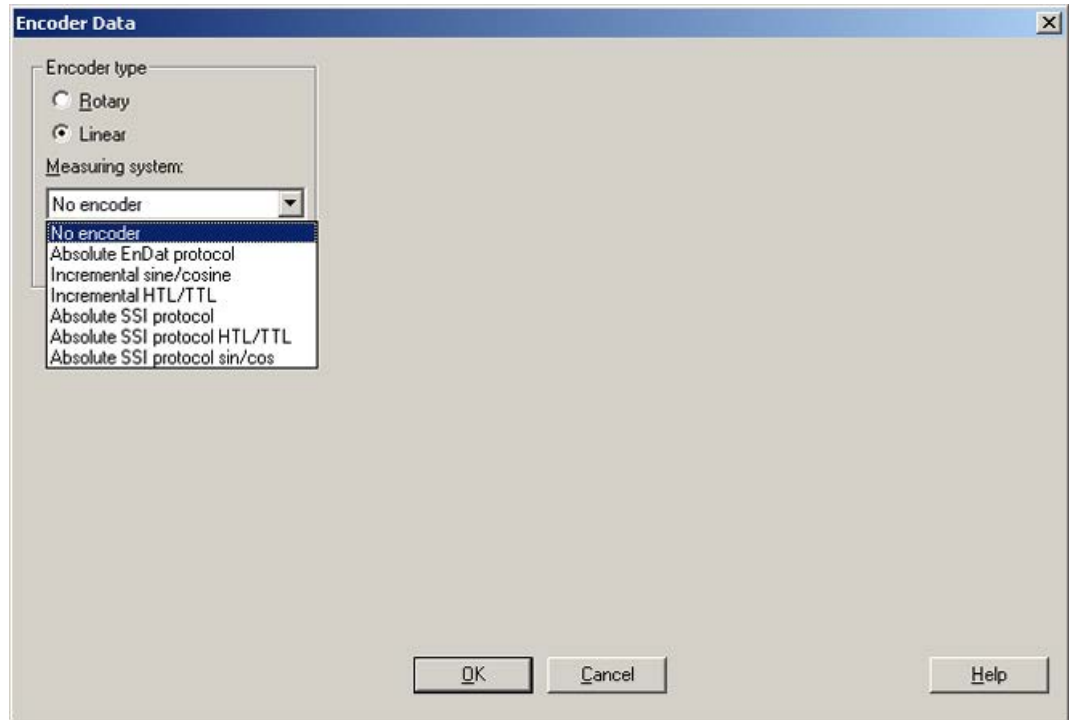 Encoder Data
Encoder type
Rotary
Linear
Measuring system:
No encoder
No encoder
Absolute EnDat protocol
Incremental sine/cosine
Incremental HTL/TTL
Absolute SSI protocol
Absolute SSI protocol HTL/TTL
Absolute SSI protocol sin/cos
OK Cancel Help